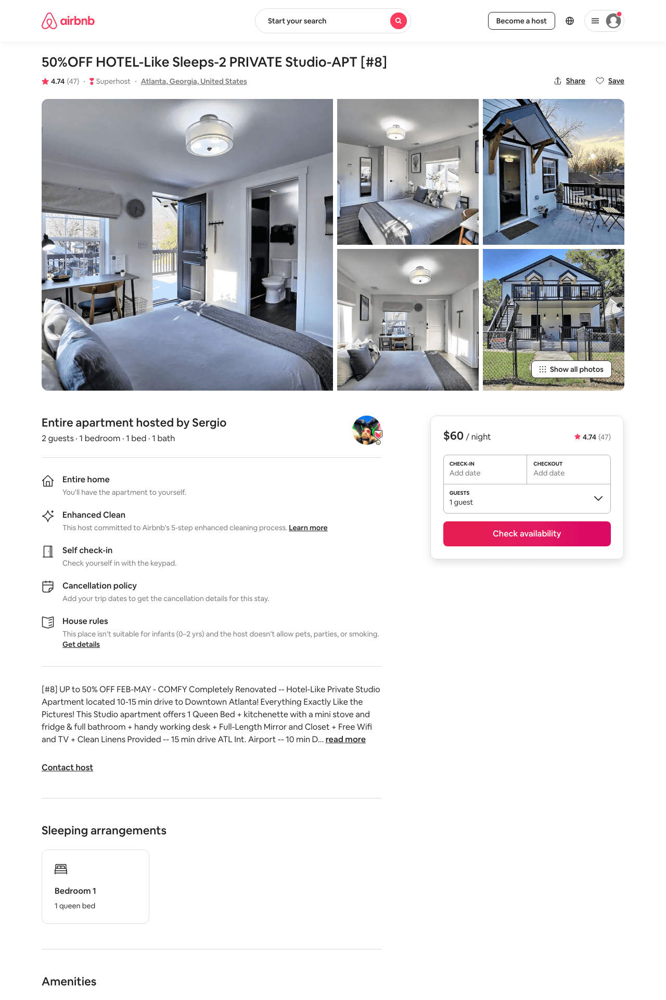 airbnb
Start your search
Become a host
50%OFF HOTEL-Like Sleeps-2 PRIVATE Studio-APT [#8]
4.74 (47) · Superhost · Atlanta, Georgia, United States
Share
Save
Show all photos
Entire apartment hosted by Sergio
2 guests · 1 bedroom · 1 bed · 1 bath
$60 / night
4.74 (47)
CHECK-IN
Add date
CHECKOUT
Add date
GUESTS
1 guest
Check availability
Entire home
You’ll have the apartment to yourself.
Enhanced Clean
This host committed to Airbnb's 5-step enhanced cleaning process. Learn more
Self check-in
Check yourself in with the keypad.
Cancellation policy
Add your trip dates to get the cancellation details for this stay.
House rules
This place isn’t suitable for infants (0–2 yrs) and the host doesn’t allow pets, parties, or smoking.
Get details
[#8] UP to 50% OFF FEB-MAY - COMFY Completely Renovated -- Hotel-Like Private Studio
Apartment located 10-15 min drive to Downtown Atlanta! Everything Exactly Like the
Pictures! This Studio apartment offers 1 Queen Bed + kitchenette with a mini stove and
fridge & full bathroom + handy working desk + Full-Length Mirror and Closet + Free Wifi
and TV + Clean Linens Provided -- 15 min drive ATL Int. Airport -- 10 min D... read more
Contact host
Sleeping arrangements
Bedroom 1
1 queen bed
Amenities